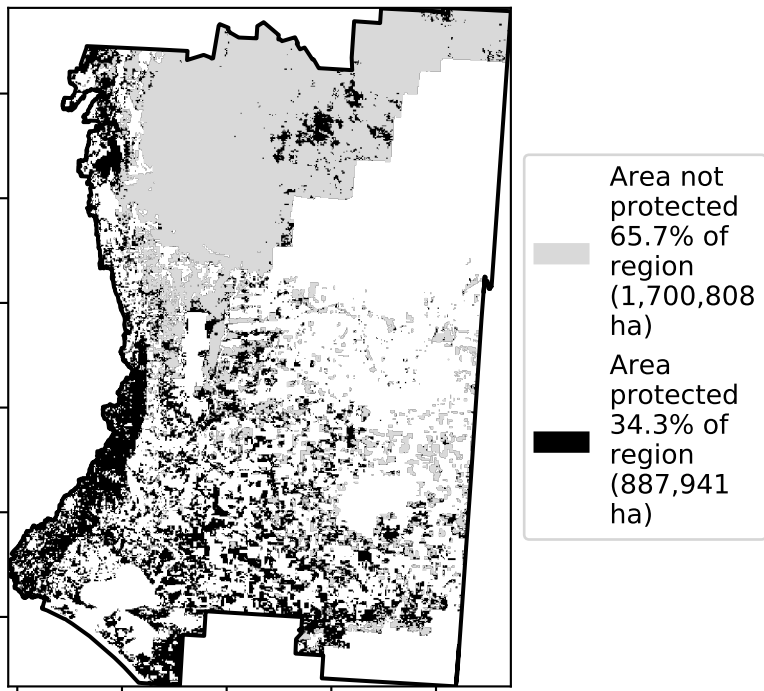 Area not
protected
65.7% of
region
(1,700,808
ha)
Area
protected
34.3% of
region
(887,941
ha)